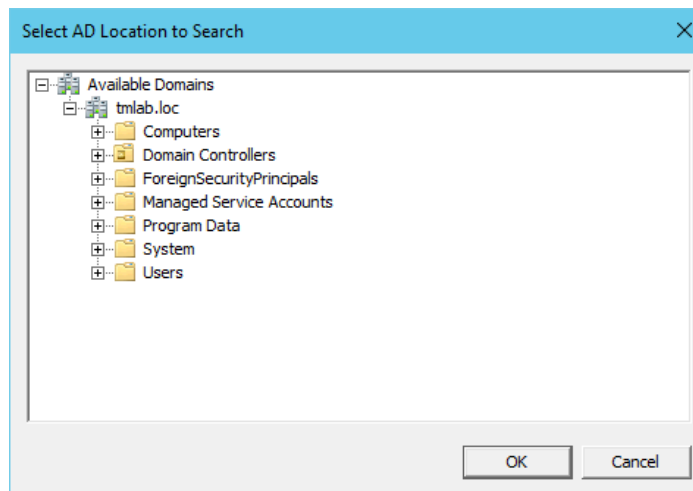 Select AD Location to Search
Available Domains
tmlab.loc
Computers
Domain Controllers
ForeignSecurityPrincipals
Managed Service Accounts
Program Data
System
Users
OK Cancel